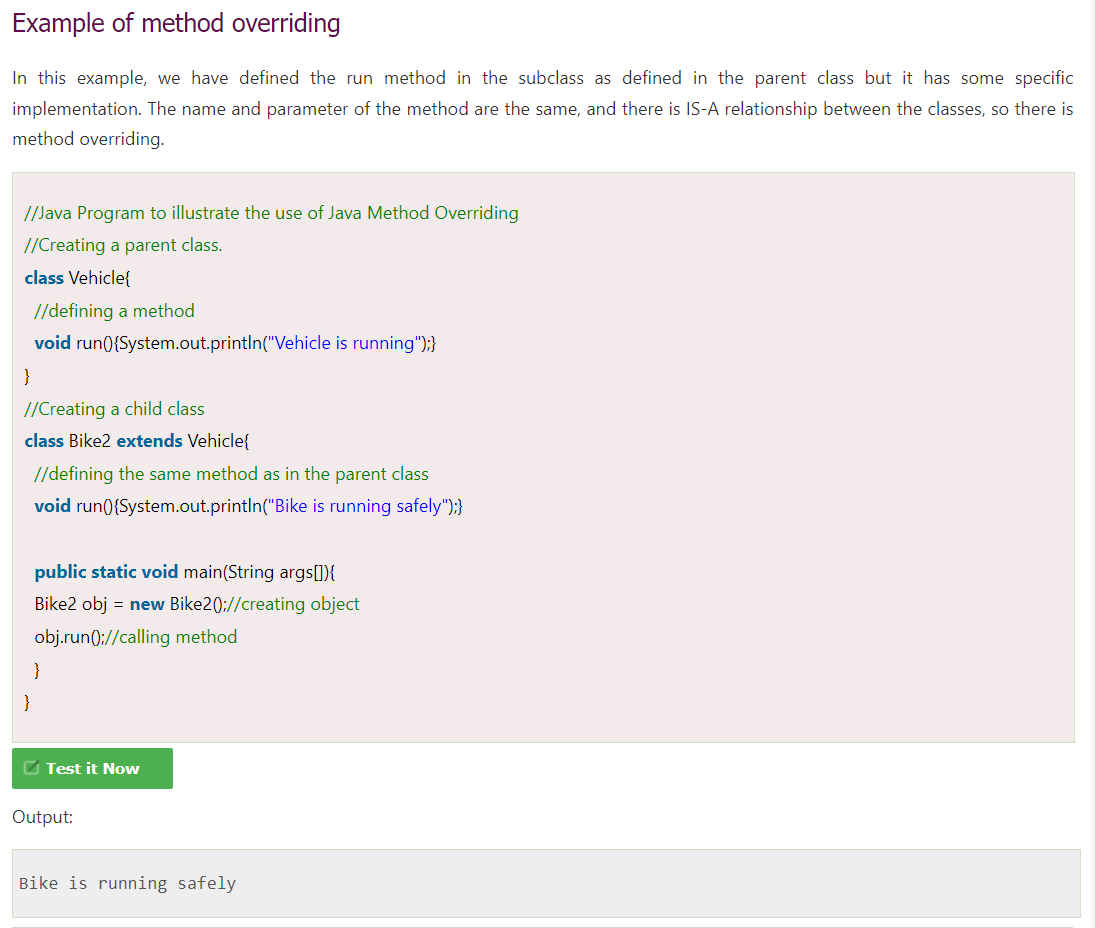 Example of method overriding
In this example, we have defined the run method in the subclass as defined in the parent class but it has some specific
implementation. The name and parameter of the method are the same, and there is IS-A relationship between the classes, so there is
method overriding.
//Java Program to illustrate the use of Java Method Overriding
//Creating a parent class.
class Vehicle{
//defining a method
void run(){System.out.println("Vehicle is running");}
}
//Creating a child class
class Bike2 extends Vehicle{
//defining the same method as in the parent class
void run(){System.out.println("Bike is running safely");}
public static void main(String args[]){
Bike2 obj = new Bike2();//creating object
obj.run();//calling method
}
}
Test it Now
Output:
Bike is running safely